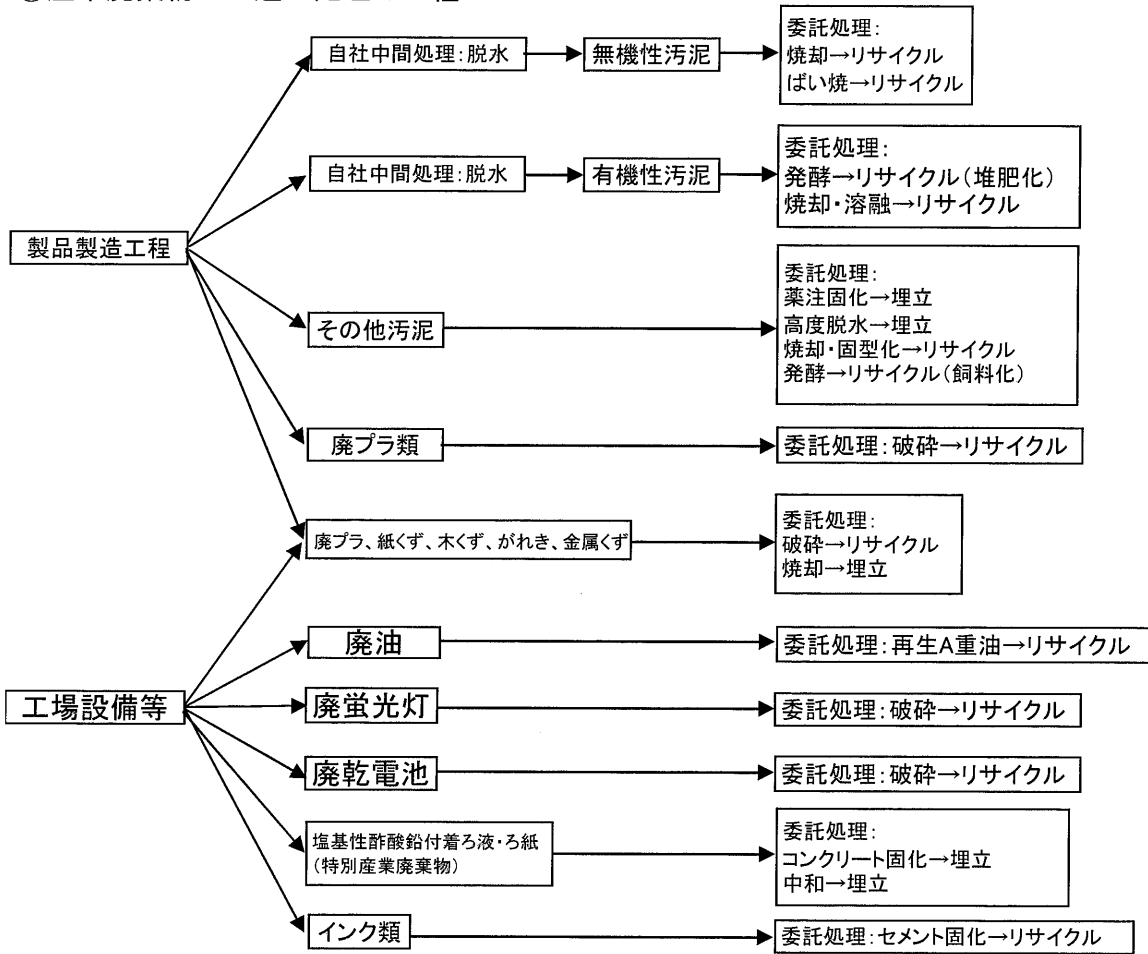 自社中間処理：脱水
無機性汚泥
委託処理：
焼却→リサイクル
ばい焼→リサイクル
自社中間処理：脱水
有機性汚泥
委託処理：
発酵→リサイクル（堆肥化）
焼却・溶融→リサイクル
製品製造工程
その他汚泥
委託処理：
薬注固化→埋立
高度脱水→埋立
焼却・固型化→リサイクル
発酵→リサイクル（飼料化）
廃プラ類
委託処理：破砕→リサイクル
廃プラ、紙くず、木くず、がれき、金属くず
委託処理：
破砕→リサイクル
焼却→埋立
廃油
委託処理：再生A重油→リサイクル
工場設備等
廃蛍光灯
委託処理：破砕→リサイクル
廃乾電池
委託処理：破砕→リサイクル
塩基性酢酸鉛付着ろ液・ろ紙
（特別産業廃棄物）
委託処理：
コンクリート固化→埋立
中和→埋立
インク類
委託処理：セメント固化→リサイクル